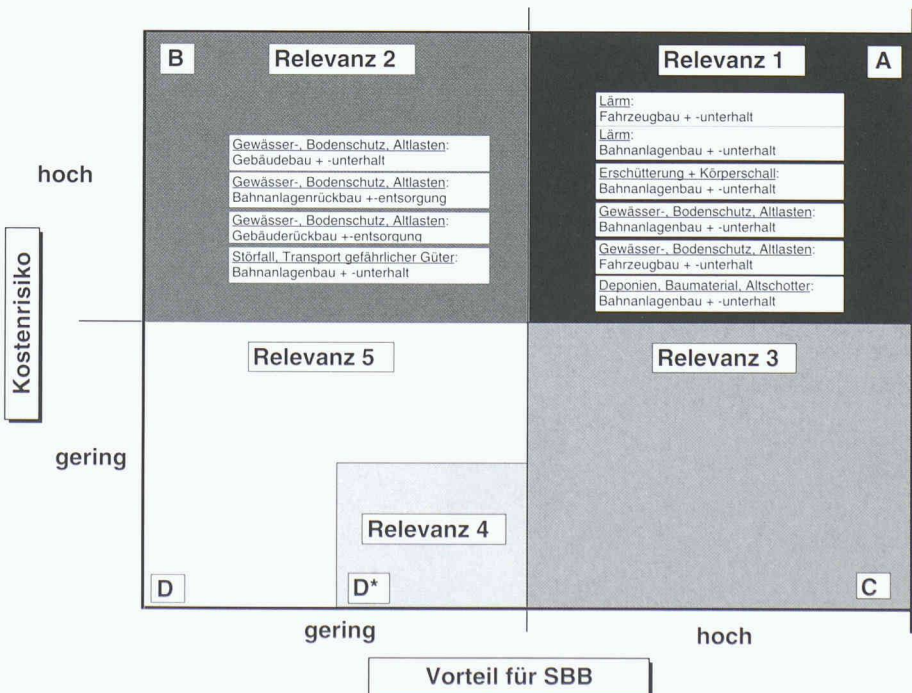 B
Relevanz 2
Relevanz 1
A
Gewässer-, Bodenschutz, Altlasten:
Gebäudebau + -unterhalt
Gewässer-, Bodenschutz, Altlasten:
Bahnanlagenrückbau +-entsorgung
Gewässer-, Bodenschutz, Altlasten:
Gebäuderückbau +-entsorgung
Störfall, Transport gefährlicher Güter:
Bahnanlagenbau + -unterhalt
Lärm:
Fahrzeugbau + -unterhalt
Lärm:
Bahnanlagenbau + -unterhalt
Erschütterung + Körperschall:
Bahnanlagenbau + -unterhalt
Gewässer-, Bodenschutz, Altlasten:
Bahnanlagenbau + -unterhalt
Gewässer-, Bodenschutz, Altlasten:
Fahrzeugbau + -unterhalt
Deponien, Baumaterial, Altschotter:
Bahnanlagenbau + -unterhalt
hoch
Kostenrisiko
gering
Relevanz 5
Relevanz 3
Relevanz 4
D
D*
C
gering
hoch
Vorteil für SBB